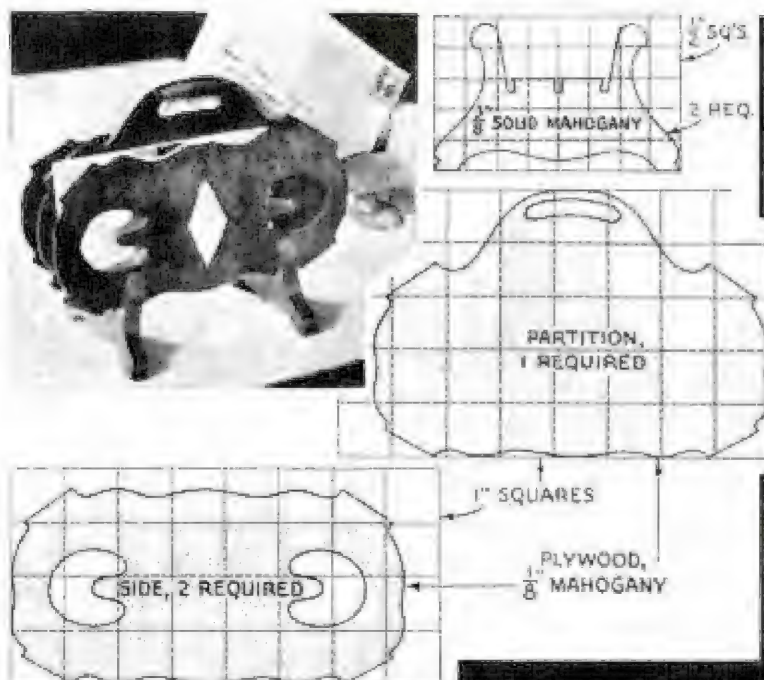 1/2" SQ'S.
2 REQ.
1/8" SOLID MAHOGANY
PARTITION,
1 REQUIRED
1" SQUARES
SIDE, 2 REQUIRED
1/8" PLYWOOD,
MAHOGANY